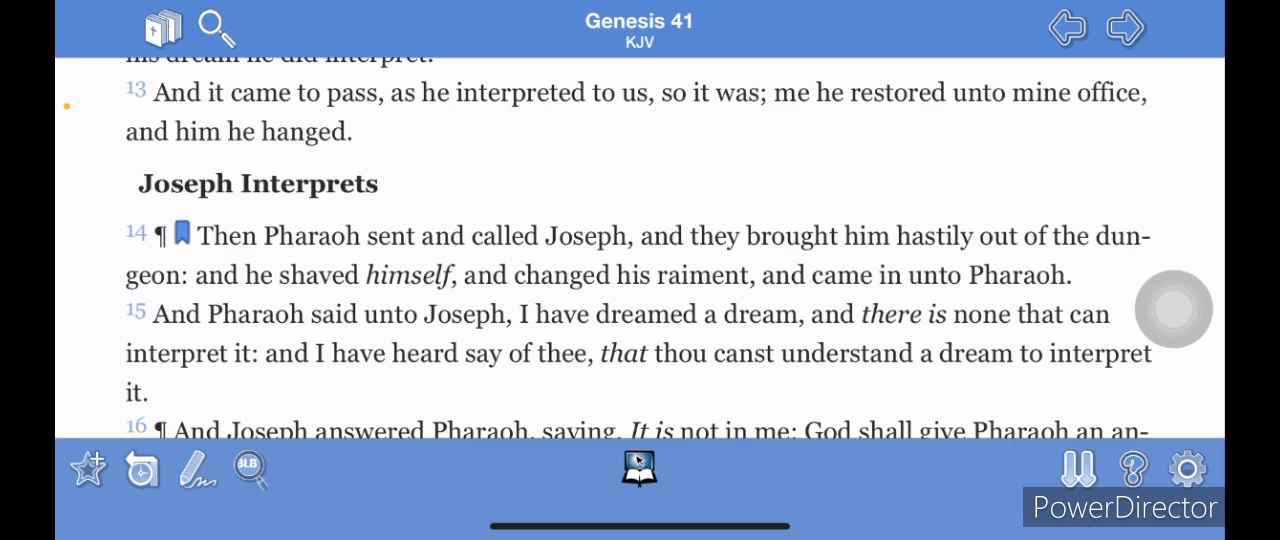 Genesis 41
KJV
his dream he did interpret.
13 And it came to pass, as he interpreted to us, so it was; me he restored unto mine office,
and him he hanged.
Joseph Interprets
14 ¶ Then Pharaoh sent and called Joseph, and they brought him hastily out of the dun-
geon: and he shaved himself, and changed his raiment, and came in unto Pharaoh.
15 And Pharaoh said unto Joseph, I have dreamed a dream, and there is none that can
interpret it: and I have heard say of thee, that thou canst understand a dream to interpret
it.
16 ¶ And Joseph answered Pharaoh, saying, It is not in me: God shall give Pharaoh an an-
BLB
PowerDirector